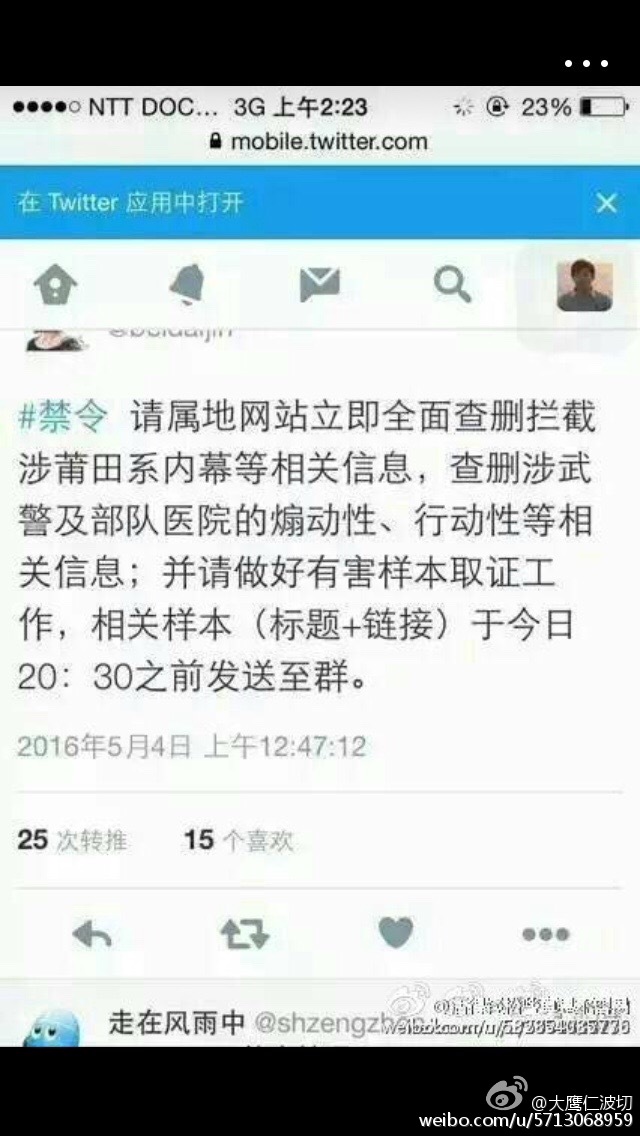 NTT DOC... 3G 上午2:23 23%
mobile.twitter.com
在 Twitter 应用中打开
#禁令 请属地网站立即全面查删拦截
涉莆田系内幕等相关信息，查删涉武
警及部队医院的煽动性、行动性等相
关信息；并请做好有害样本取证工
作，相关样本（标题+链接）于今日
20：30之前发送至群。
2016年5月4日 上午12:47:12
25 次转推 15 个喜欢
走在风雨中
@大鹰仁波切
weibo.com/u/5713068959